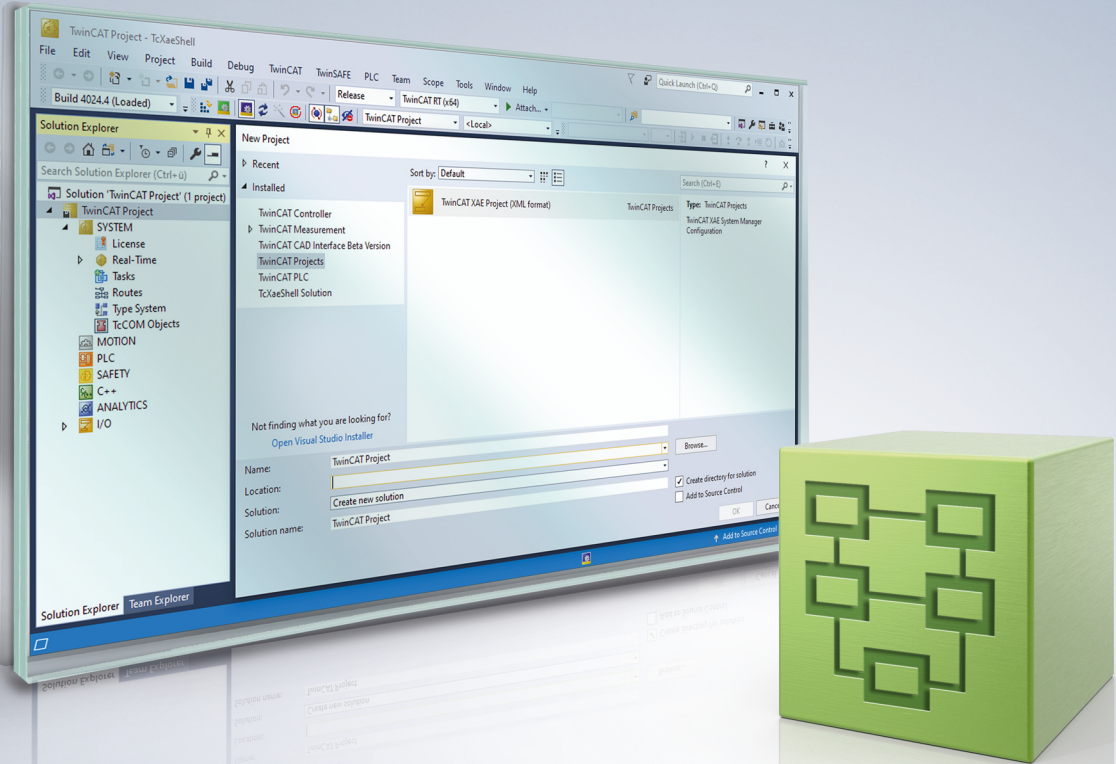 TwinCAT Project - TcXaeShell
File Edit View Project Build Debug TwinCAT TwinSAFE PLC Team Scope Tools Window Help
Quick Launch (Ctrl+Q)
Release TwinCAT RT (x64) Attach...
Build 4024.4 (Loaded) TwinCAT Project <Local>
Solution Explorer
Search Solution Explorer (Ctrl+ü)
Solution 'TwinCAT Project' (1 project)
TwinCAT Project
SYSTEM
License
Real-Time
Tasks
Routes
Type System
TcCOM Objects
MOTION
PLC
SAFETY
C++
ANALYTICS
I/O
Solution Explorer Team Explorer
New Project
? X
Recent
Installed
TwinCAT Controller
TwinCAT Measurement
TwinCAT CAD Interface Beta Version
TwinCAT Projects
TwinCAT PLC
TcXaeShell Solution
Not finding what you are looking for?
Open Visual Studio Installer
Sort by: Default
TwinCAT XAE Project (XML format) TwinCAT Projects
Search (Ctrl+E)
Type: TwinCAT Projects
TwinCAT XAE System Manager
Configuration
Name: TwinCAT Project
Location: Browse...
Solution: Create new solution
Solution name: TwinCAT Project
Create directory for solution
Add to Source Control
OK Cance
Add to Source Control